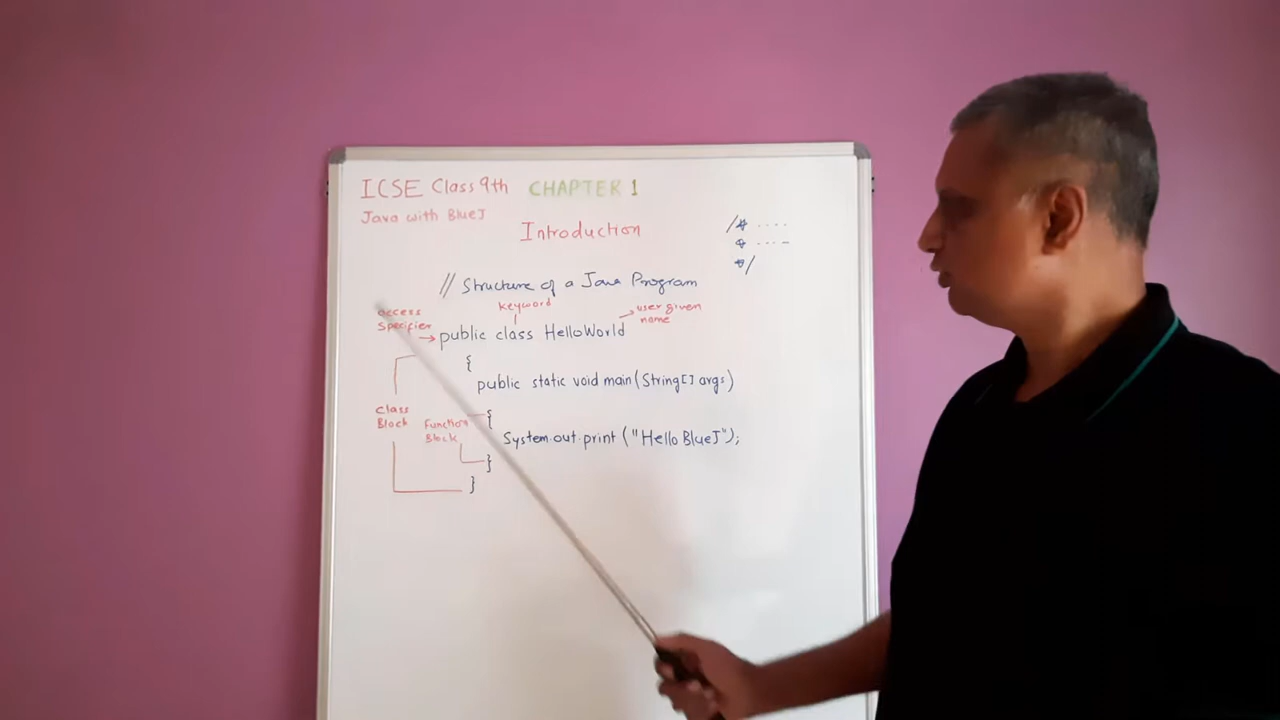 ICSE Class 9th CHAPTER 1
Java with BlueJ
Introduction
/* ....
* ....
*/
// Structure of a Java Program
access
specifier
keyword
user given
name
public class HelloWorld
{
public static void main(String[] args)
Class
Block
Function
Block
{
System.out.print ("Hello BlueJ");
}
}